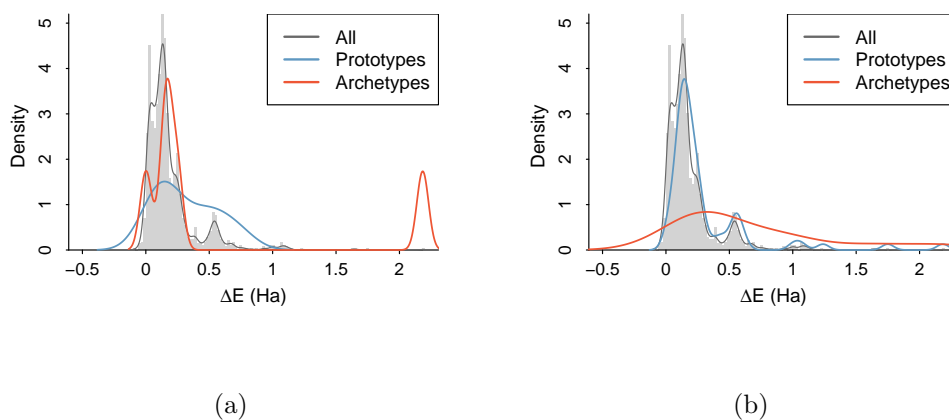 All
Prototypes
Archetypes
Density
0 1 2 3 4 5
−0.5 0 0.5 1 1.5 2
ΔE (Ha)
(a)
All
Prototypes
Archetypes
Density
0 1 2 3 4 5
−0.5 0 0.5 1 1.5 2
ΔE (Ha)
(b)